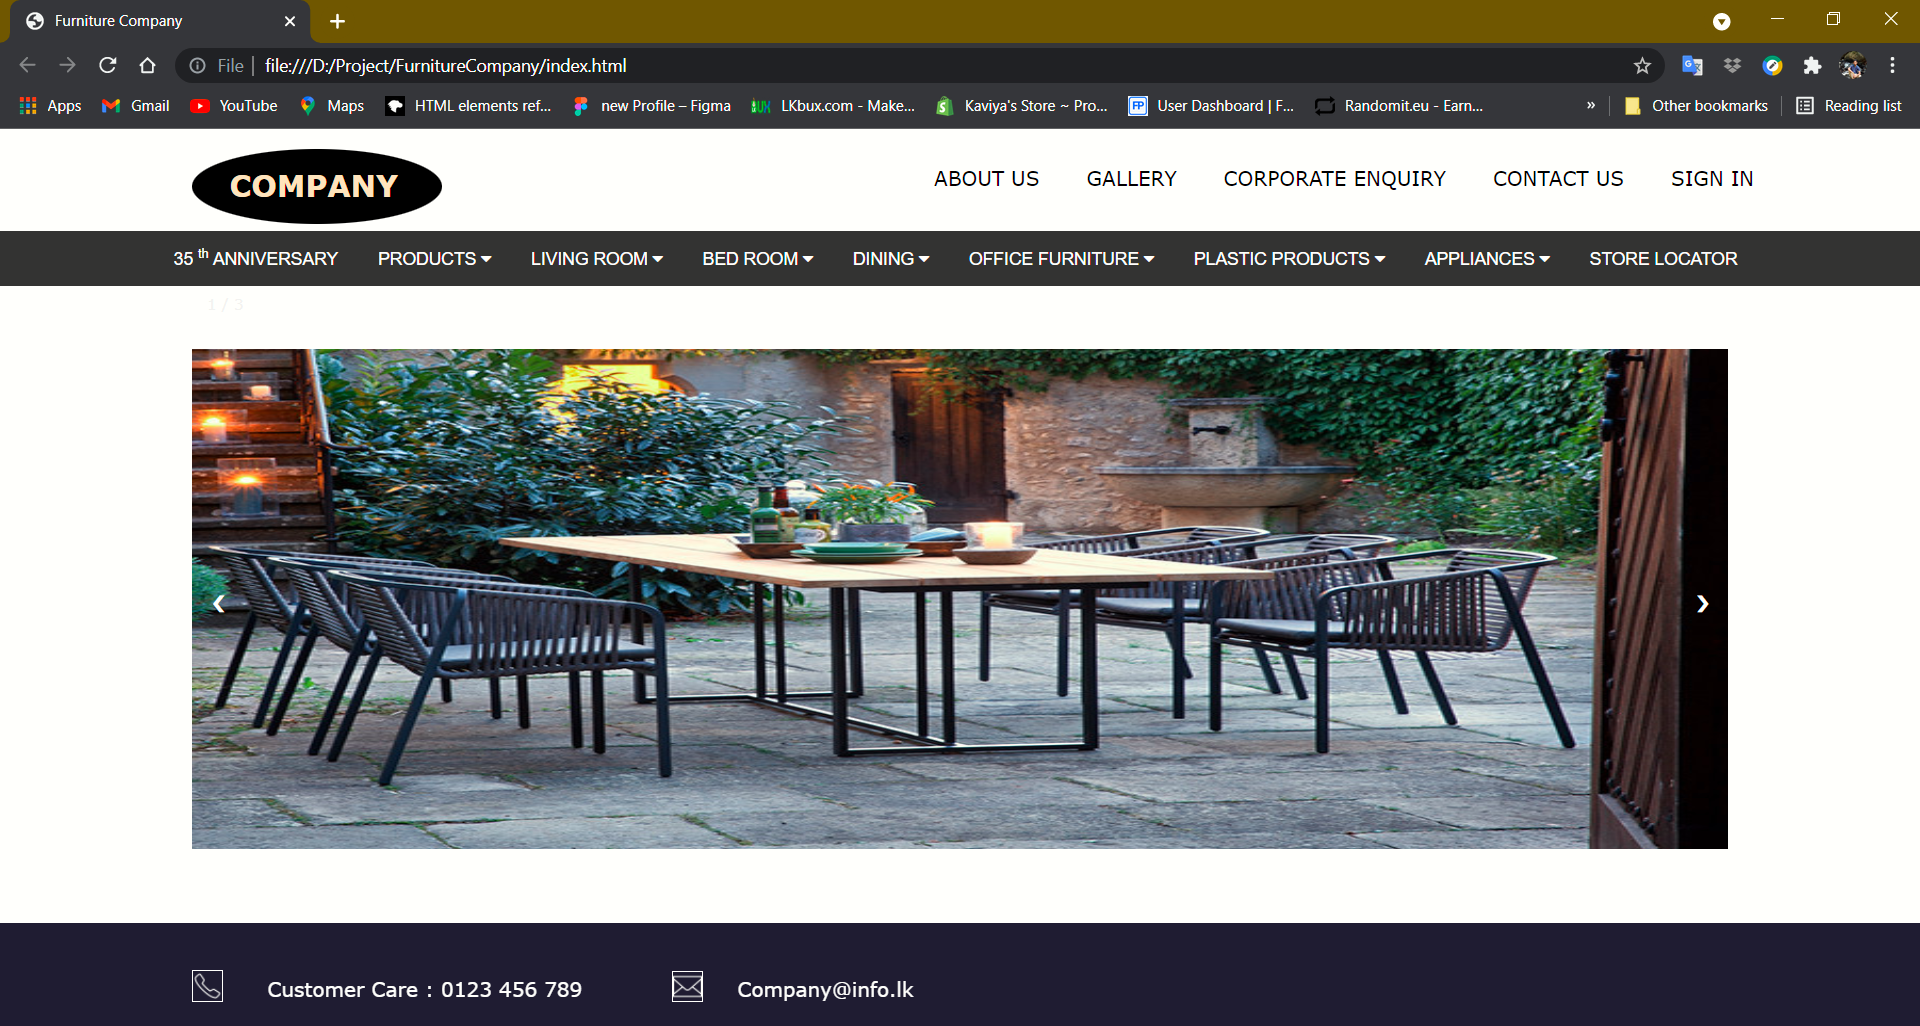 Furniture Company
File
file:///D:/Project/FurnitureCompany/index.html
Apps Gmail YouTube Maps HTML elements ref... new Profile – Figma LKbux.com - Make... Kaviya's Store ~ Pro... FP User Dashboard | F... Randomit.eu - Earn... » Other bookmarks Reading list
COMPANY
ABOUT US GALLERY CORPORATE ENQUIRY CONTACT US SIGN IN
35 th ANNIVERSARY PRODUCTS LIVING ROOM BED ROOM DINING OFFICE FURNITURE PLASTIC PRODUCTS APPLIANCES STORE LOCATOR
1 / 3
Customer Care : 0123 456 789 Company@info.lk